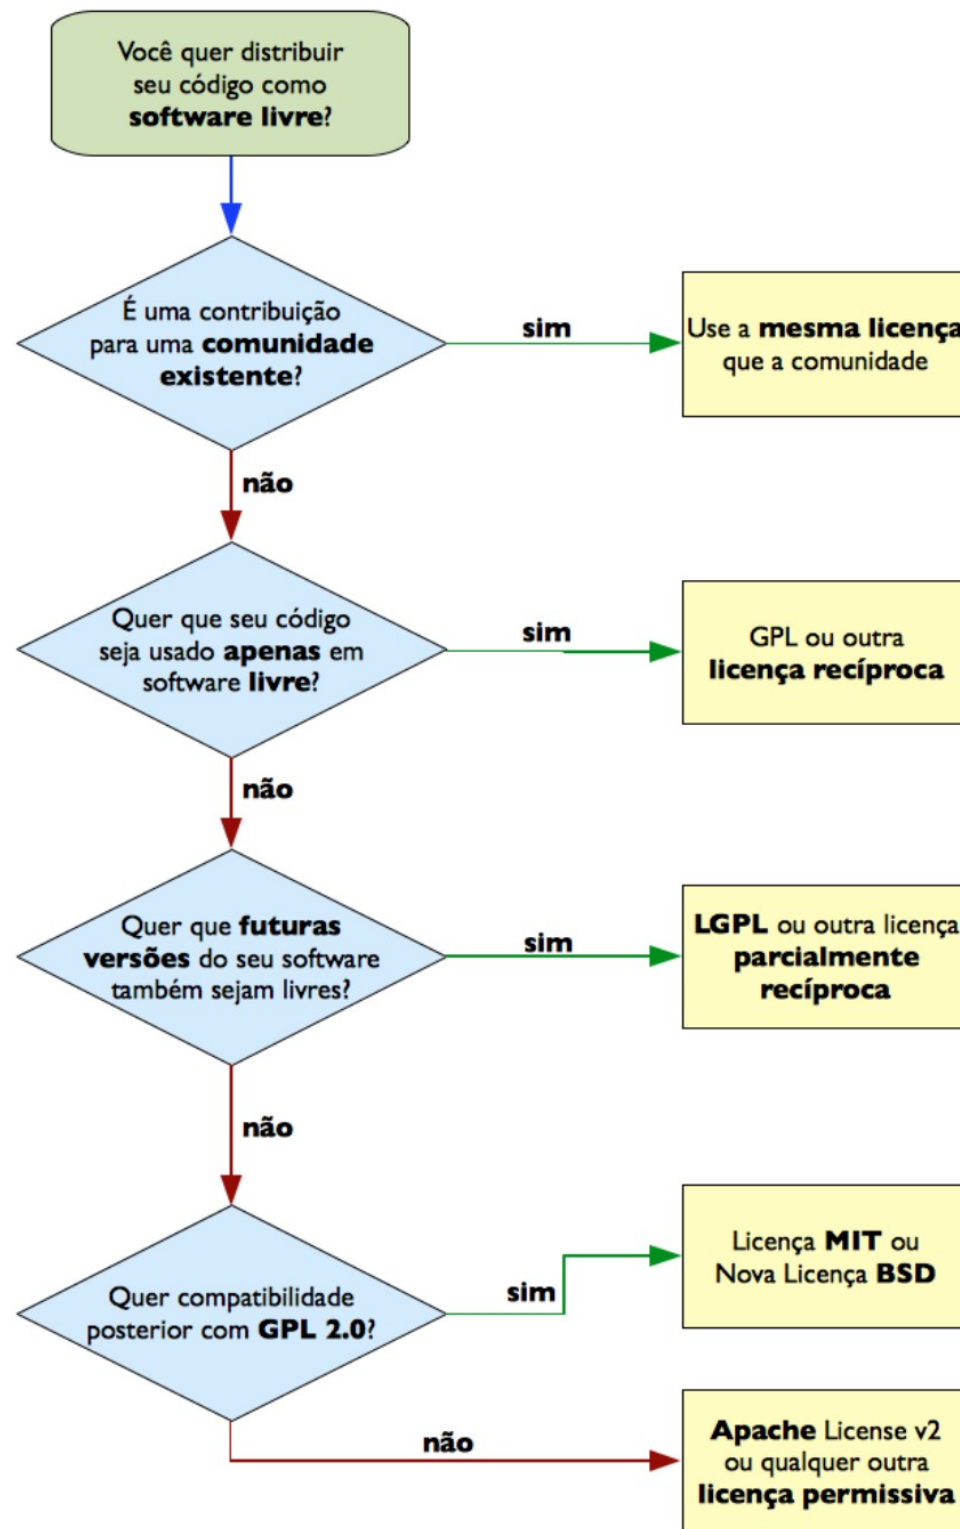 Você quer distribuir
seu código como
software livre?
É uma contribuição
para uma comunidade
existente?
sim
Use a mesma licença
que a comunidade
não
Quer que seu código
seja usado apenas em
software livre?
sim
GPL ou outra
licença recíproca
não
Quer que futuras
versões do seu software
também sejam livres?
sim
LGPL ou outra licença
parcialmente
recíproca
não
Quer compatibilidade
posterior com GPL 2.0?
sim
Licença MIT ou
Nova Licença BSD
não
Apache License v2
ou qualquer outra
licença permissiva